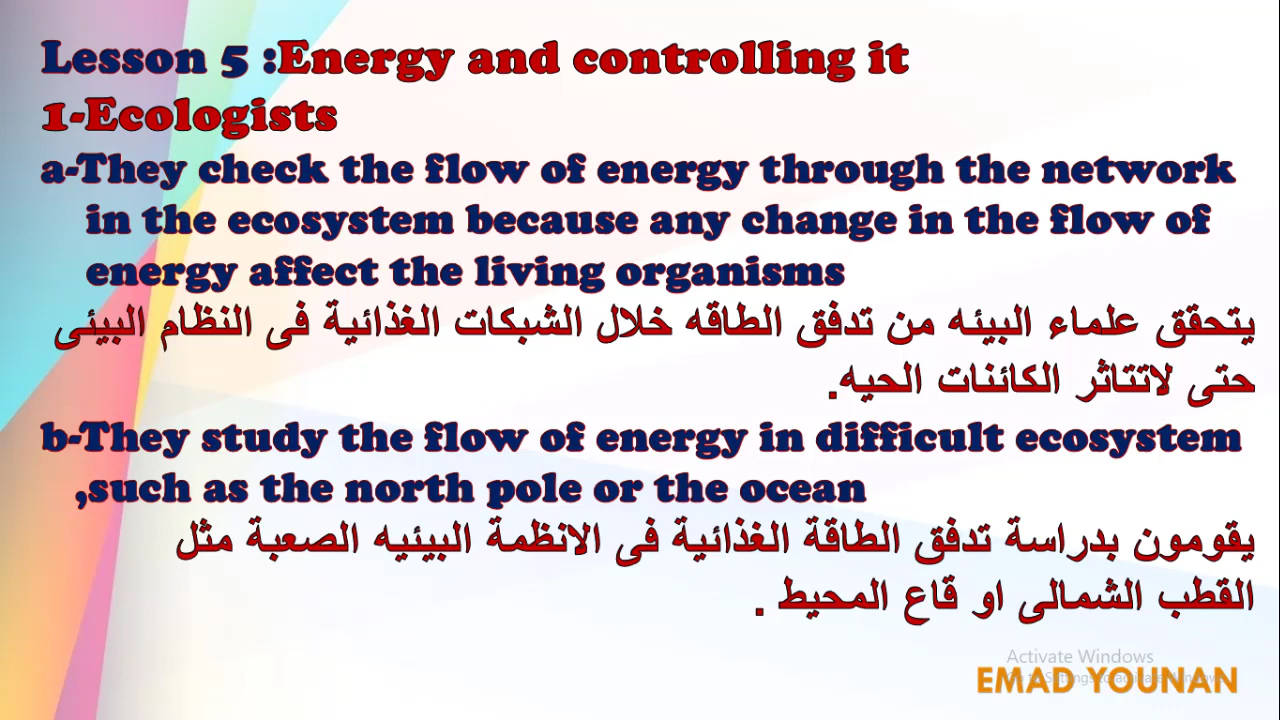 Lesson 5 :Energy and controlling it
1-Ecologists
a-They check the flow of energy through the network
in the ecosystem because any change in the flow of
energy affect the living organisms
يتحقق علماء البيئه من تدفق الطاقه خلال الشبكات الغذائية فى النظام البيئى
حتى لاتتاثر الكائنات الحيه.
b-They study the flow of energy in difficult ecosystem
,such as the north pole or the ocean
يقومون بدراسة تدفق الطاقة الغذائية فى الانظمة البيئيه الصعبة مثل
القطب الشمالى او قاع المحيط .
Activate Windows
EMAD YOUNAN